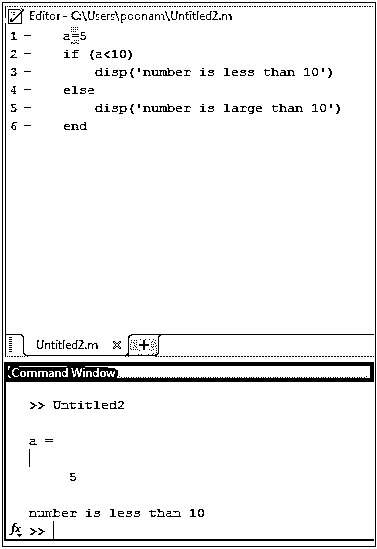 Editor - C:\Users\poonam\Untitled2.m
1 - a=5
2 - if (a<10)
3 - disp('number is less than 10')
4 - else
5 - disp('number is large than 10')
6 - end
Untitled2.m × +
Command Window
>> Untitled2
a =
5
number is less than 10
fx >>